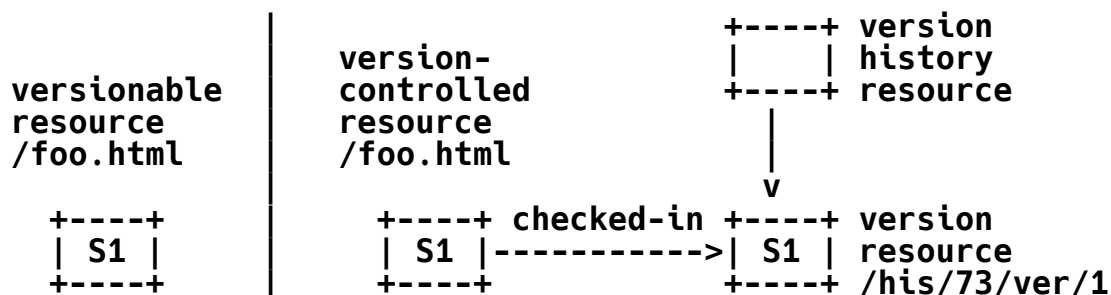 versionable
resource
/foo.html
S1
version-
controlled
resource
/foo.html
S1
checked-in
version
history
resource
S1
version
resource
/his/73/ver/1